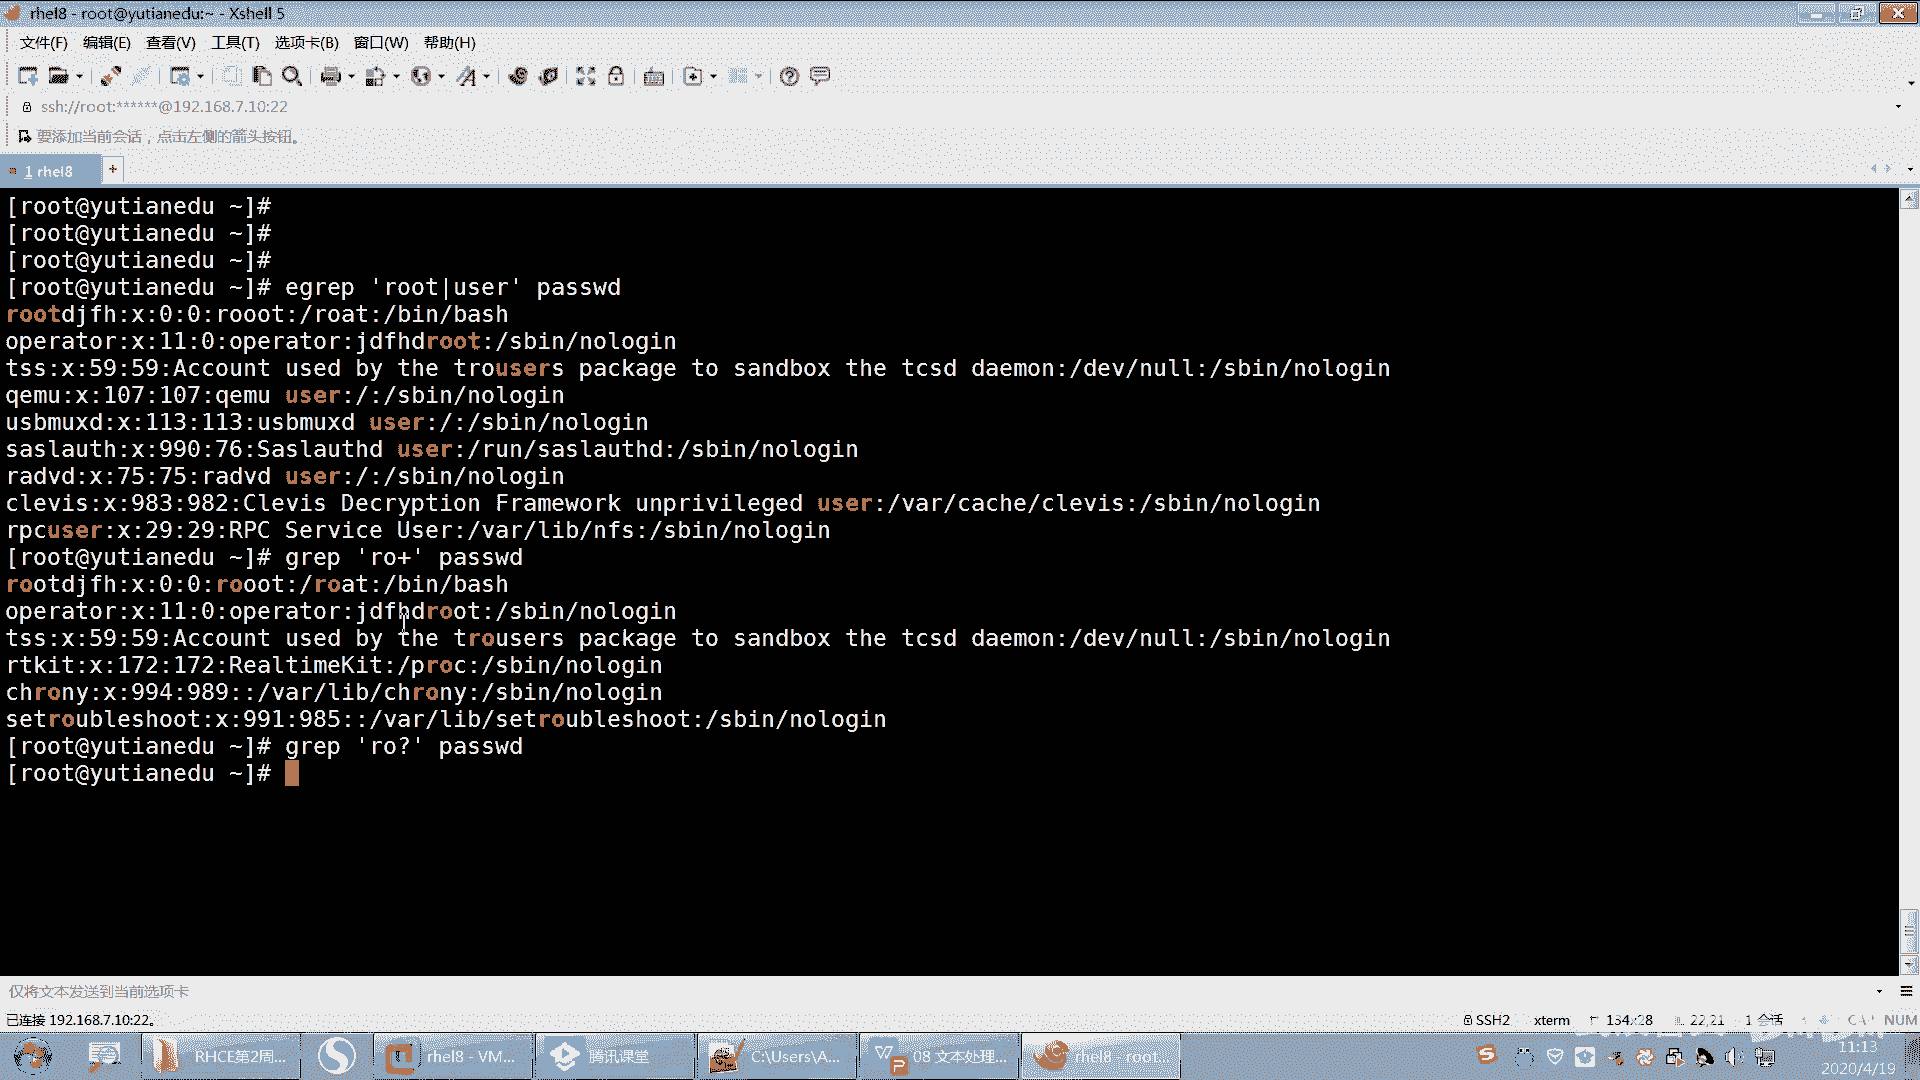 rhel8 - root@yutianedu:~ - Xshell 5
文件(F) 编辑(E) 查看(V) 工具(T) 选项卡(B) 窗口(W) 帮助(H)
ssh://root:******@192.168.7.10:22
要添加当前会话，点击左侧的箭头按钮。
1 rhel8 +
[root@yutianedu ~]#
[root@yutianedu ~]#
[root@yutianedu ~]#
[root@yutianedu ~]# egrep 'root|user' passwd
rootdjfh:x:0:0:rooot:/roat:/bin/bash
operator:x:11:0:operator:jdfhdroot:/sbin/nologin
tss:x:59:59:Account used by the trousers package to sandbox the tcsd daemon:/dev/null:/sbin/nologin
qemu:x:107:107:qemu user:/:/sbin/nologin
usbmuxd:x:113:113:usbmuxd user:/:/sbin/nologin
saslauth:x:990:76:Saslauthd user:/run/saslauthd:/sbin/nologin
radvd:x:75:75:radvd user:/:/sbin/nologin
clevis:x:983:982:Clevis Decryption Framework unprivileged user:/var/cache/clevis:/sbin/nologin
rpcuser:x:29:29:RPC Service User:/var/lib/nfs:/sbin/nologin
[root@yutianedu ~]# grep 'ro+' passwd
rootdjfh:x:0:0:rooot:/roat:/bin/bash
operator:x:11:0:operator:jdfhdroot:/sbin/nologin
tss:x:59:59:Account used by the trousers package to sandbox the tcsd daemon:/dev/null:/sbin/nologin
rtkit:x:172:172:RealtimeKit:/proc:/sbin/nologin
chrony:x:994:989::/var/lib/chrony:/sbin/nologin
setroubleshoot:x:991:985::/var/lib/setroubleshoot:/sbin/nologin
[root@yutianedu ~]# grep 'ro?' passwd
[root@yutianedu ~]#
仅将文本发送到当前选项卡
已连接 192.168.7.10:22。 SSH2 xterm 134x28 22,21 1 会话 NUM
RHCE第2周... rhel8 - VM... 腾讯课堂 C:\Users\A... 08 文本处理... rhel8 - root... 11:13
2020/4/19